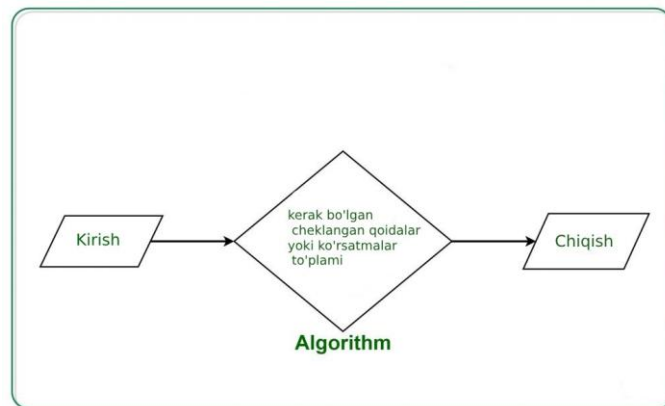 Kirish
kerak bo'lgan
cheklangan qoidalar
yoki ko'rsatmalar
to'plami
Chiqish
Algorithm